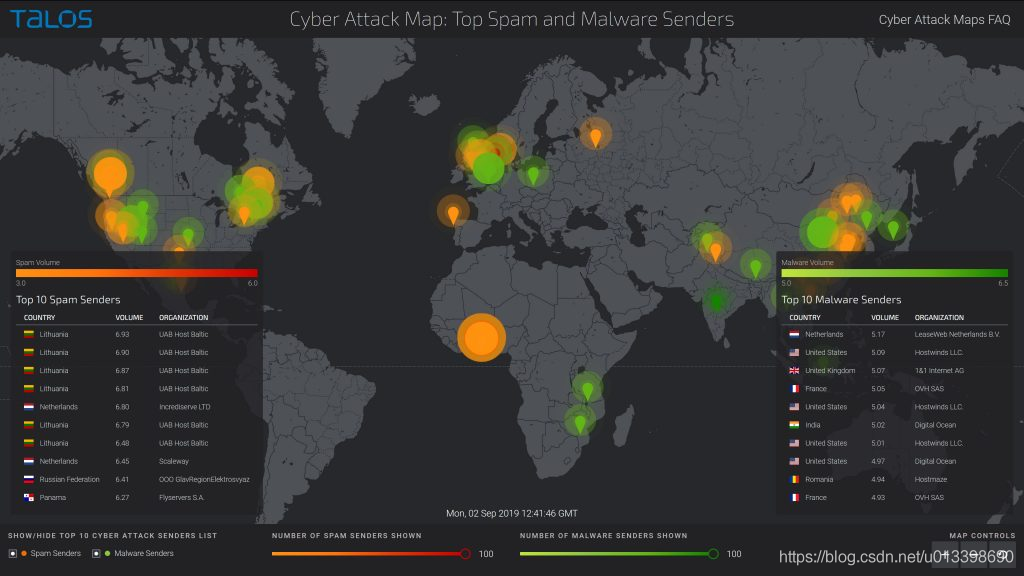 TALOS
Cyber Attack Map: Top Spam and Malware Senders
Cyber Attack Maps FAQ
Spam Volume
3.0 6.0
Top 10 Spam Senders
COUNTRY VOLUME ORGANIZATION
Lithuania 6.93 UAB Host Baltic
Lithuania 6.90 UAB Host Baltic
Lithuania 6.87 UAB Host Baltic
Lithuania 6.81 UAB Host Baltic
Netherlands 6.80 Incrediserve LTD
Lithuania 6.79 UAB Host Baltic
Lithuania 6.48 UAB Host Baltic
Netherlands 6.45 Scaleway
Russian Federation 6.41 OOO GlavRegionElektrosvyaz
Panama 6.27 Flyservers S.A.
Malware Volume
5.0 6.5
Top 10 Malware Senders
COUNTRY VOLUME ORGANIZATION
Netherlands 5.17 LeaseWeb Netherlands B.V.
United States 5.09 Hostwinds LLC.
United Kingdom 5.07 1&1 Internet AG
France 5.05 OVH SAS
United States 5.04 Hostwinds LLC.
India 5.02 Digital Ocean
United States 5.01 Hostwinds LLC.
United States 4.97 Digital Ocean
Romania 4.94 Hostmaze
France 4.93 OVH SAS
Mon, 02 Sep 2019 12:41:46 GMT
SHOW/HIDE TOP 10 CYBER ATTACK SENDERS LIST
Spam Senders Malware Senders
NUMBER OF SPAM SENDERS SHOWN
100
NUMBER OF MALWARE SENDERS SHOWN
100
MAP CONTROLS
https://blog.csdn.net/u013398690